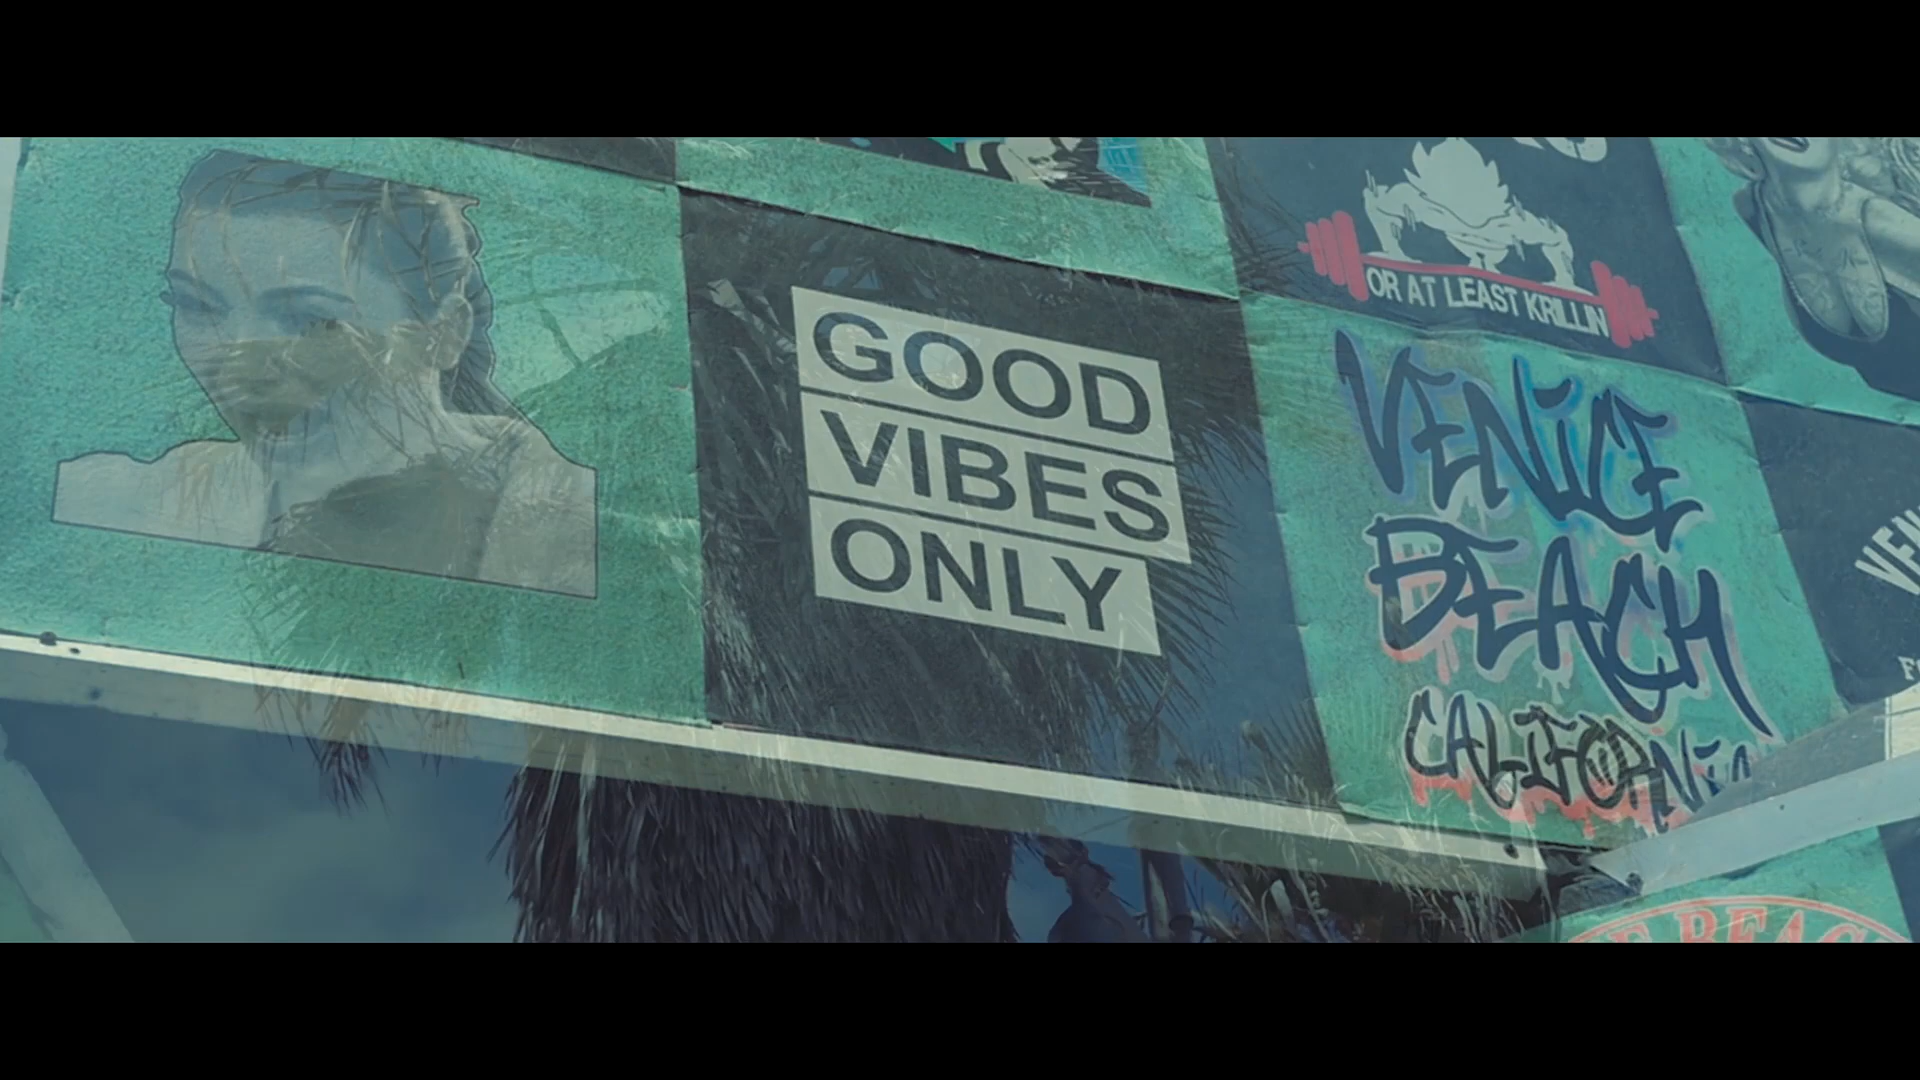 OR AT LEAST KRILLIN
GOOD
VIBES
ONLY
VENiCE
BEACH
CALiFORNiA